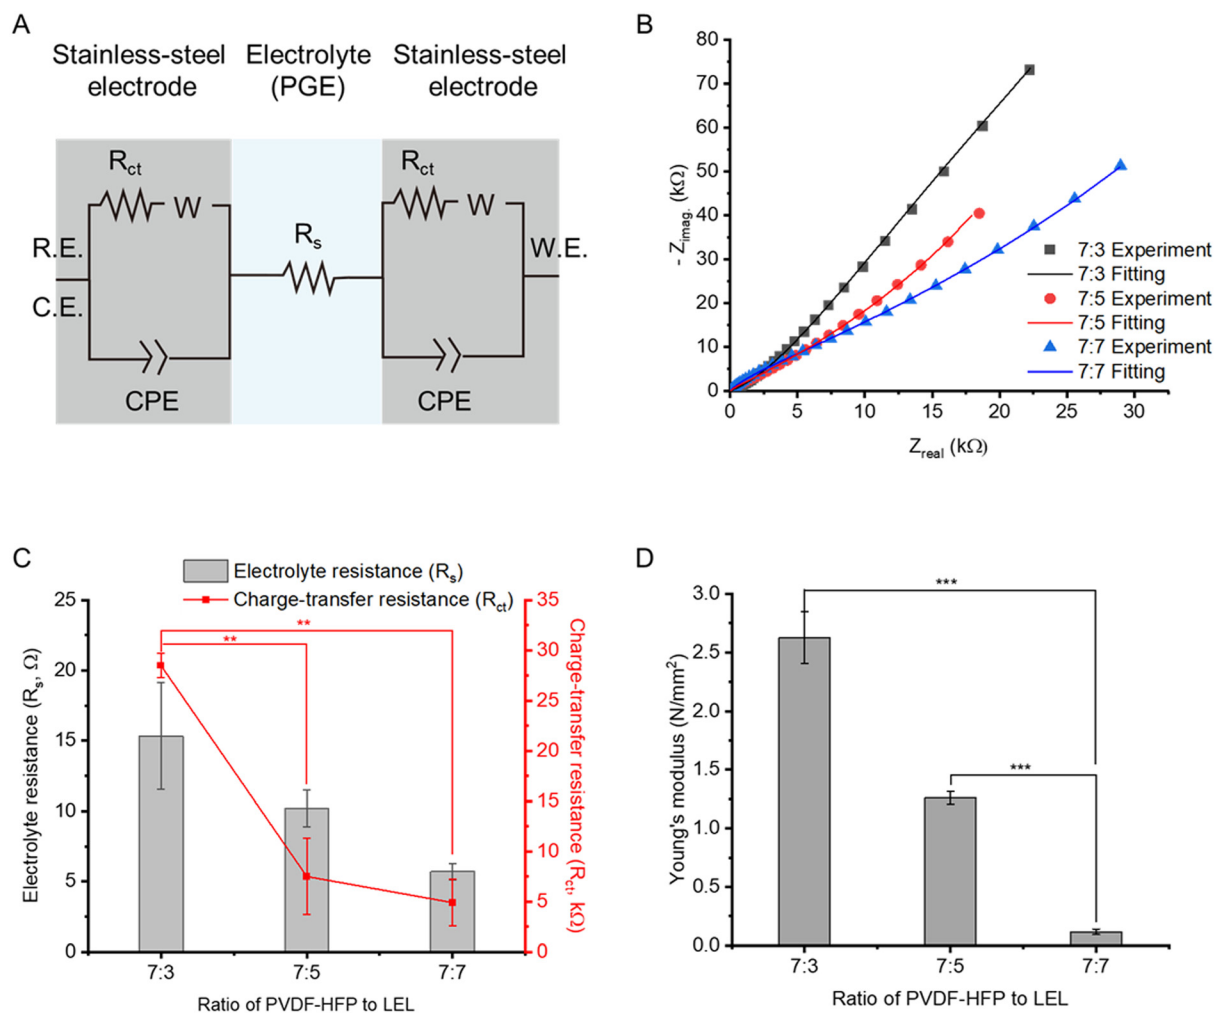 A
Stainless-steel electrode
Electrolyte (PGE)
Stainless-steel electrode
Rct
W
Rct
W
Rs
R.E.
C.E.
W.E.
CPE
CPE
B
80
70
60
50
40
30
20
10
0
- Zimag. (kΩ)
7:3 Experiment
7:3 Fitting
7:5 Experiment
7:5 Fitting
7:7 Experiment
7:7 Fitting
0 5 10 15 20 25 30
Zreal (kΩ)
C
Electrolyte resistance (Rs)
Charge-transfer resistance (Rct)
25
20
15
10
5
0
Electrolyte resistance (Rs, Ω)
**
**
35
30
25
20
15
10
5
0
Charge-transfer resistance (Rct, kΩ)
7:3 7:5 7:7
Ratio of PVDF-HFP to LEL
D
3.0
2.5
2.0
1.5
1.0
0.5
0.0
Young's modulus (N/mm²)
***
***
7:3 7:5 7:7
Ratio of PVDF-HFP to LEL